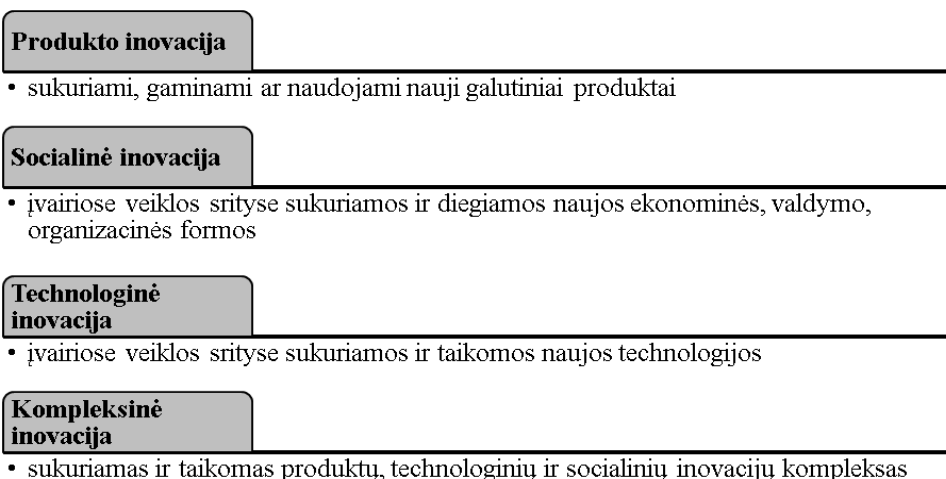 Produkto inovacija
• sukuriami, gaminami ar naudojami nauji galutiniai produktai
Socialinė inovacija
• įvairiose veiklos srityse sukuriamos ir diegiamos naujos ekonominės, valdymo,
organizacinės formos
Technologinė
inovacija
• įvairiose veiklos srityse sukuriamos ir taikomos naujos technologijos
Kompleksinė
inovacija
• sukuriamas ir taikomas produktų, technologinių ir socialinių inovacijų kompleksas